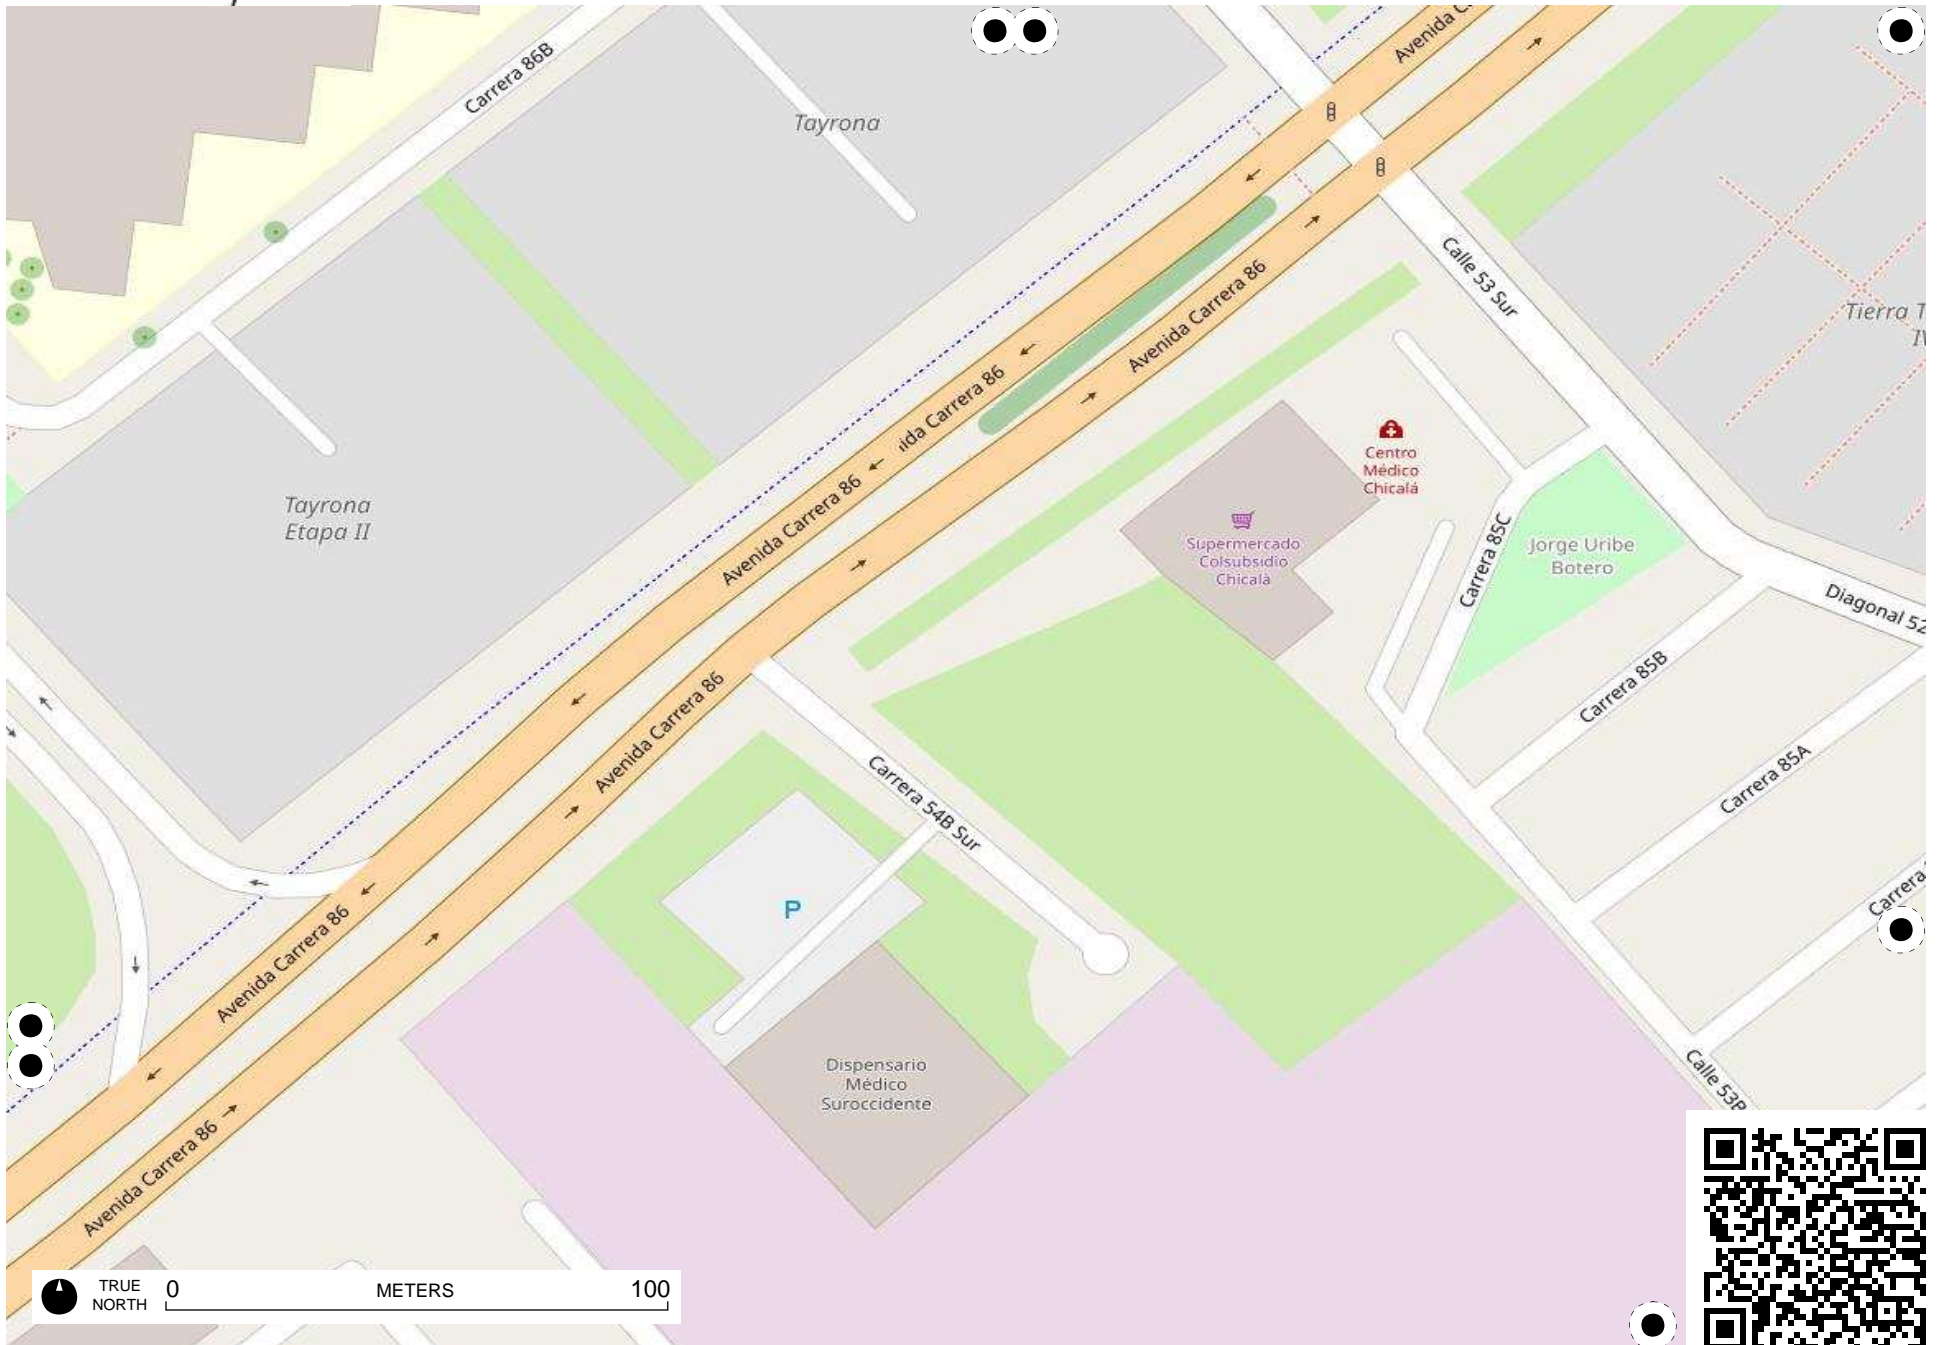 Avenida C
Carrera 86B
Tayrona
Calle 53 Sur
Avenida Carrera 86
Tierra T
ida Carrera 86
Centro
Médico
Chicalá
Avenida Carrera 86
Tayrona
Etapa II
Supermercado
Colsubsidio
Chicalá
Carrera 85C
Jorge Uribe
Botero
Diagonal 52
Carrera 85B
Avenida Carrera 86
Carrera 54B Sur
Carrera 85A
Carrera
P
Avenida Carrera 86
Dispensario
Médico
Suroccidente
Calle 53B
Avenida Carrera 86
TRUE
NORTH
0 METERS 100